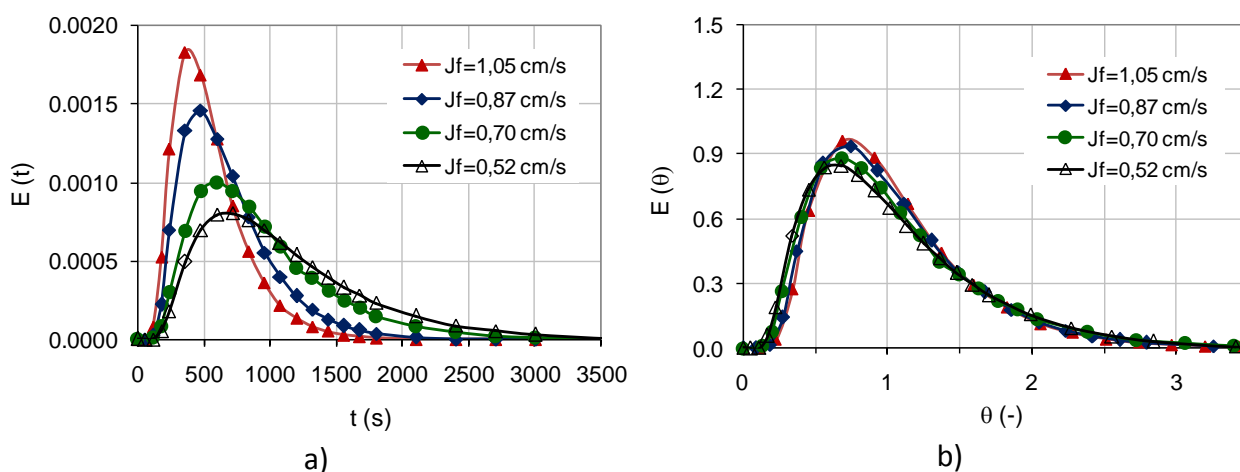 0.0020
0.0015
0.0010
0.0005
0.0000
E (t)
Jf=1,05 cm/s
Jf=0,87 cm/s
Jf=0,70 cm/s
Jf=0,52 cm/s
0 500 1000 1500 2000 2500 3000 3500
t (s)
a)
1.5
1.2
0.9
0.6
0.3
0.0
E (θ)
Jf=1,05 cm/s
Jf=0,87 cm/s
Jf=0,70 cm/s
Jf=0,52 cm/s
0 1 2 3
θ (-)
b)